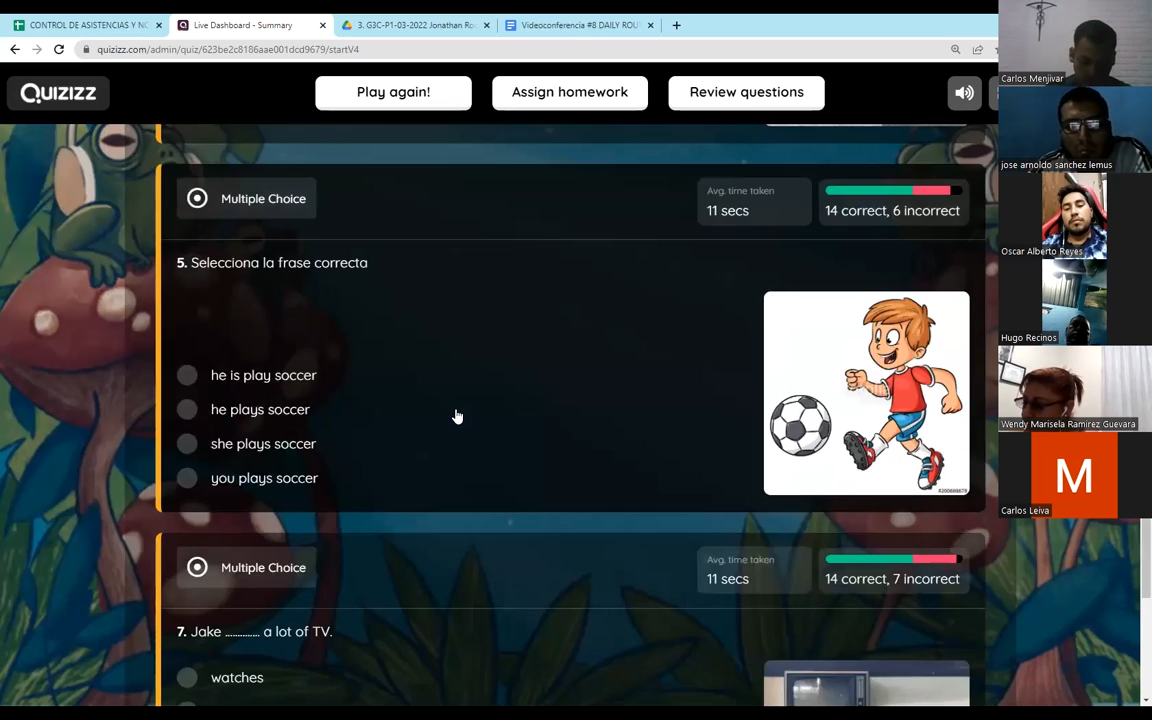 CONTROL DE ASISTENCIAS Y NO
Live Dashboard - Summary
3. G3C-P1-03-2022 Jonathan Ro
Videoconferencia #8 DAILY ROU
quizizz.com/admin/quiz/623be2c8186aae001dcd9679/startV4
Quizizz
Play again!
Assign homework
Review questions
Multiple Choice
Avg. time taken
11 secs
14 correct, 6 incorrect
5. Selecciona la frase correcta
he is play soccer
he plays soccer
she plays soccer
you plays soccer
Multiple Choice
Avg. time taken
11 secs
14 correct, 7 incorrect
7. Jake .............. a lot of TV.
watches
Carlos Menjivar
jose arnoldo sanchez lemus
Oscar Alberto Reyes
Hugo Recinos
Wendy Marisela Ramirez Guevara
M
Carlos Leiva